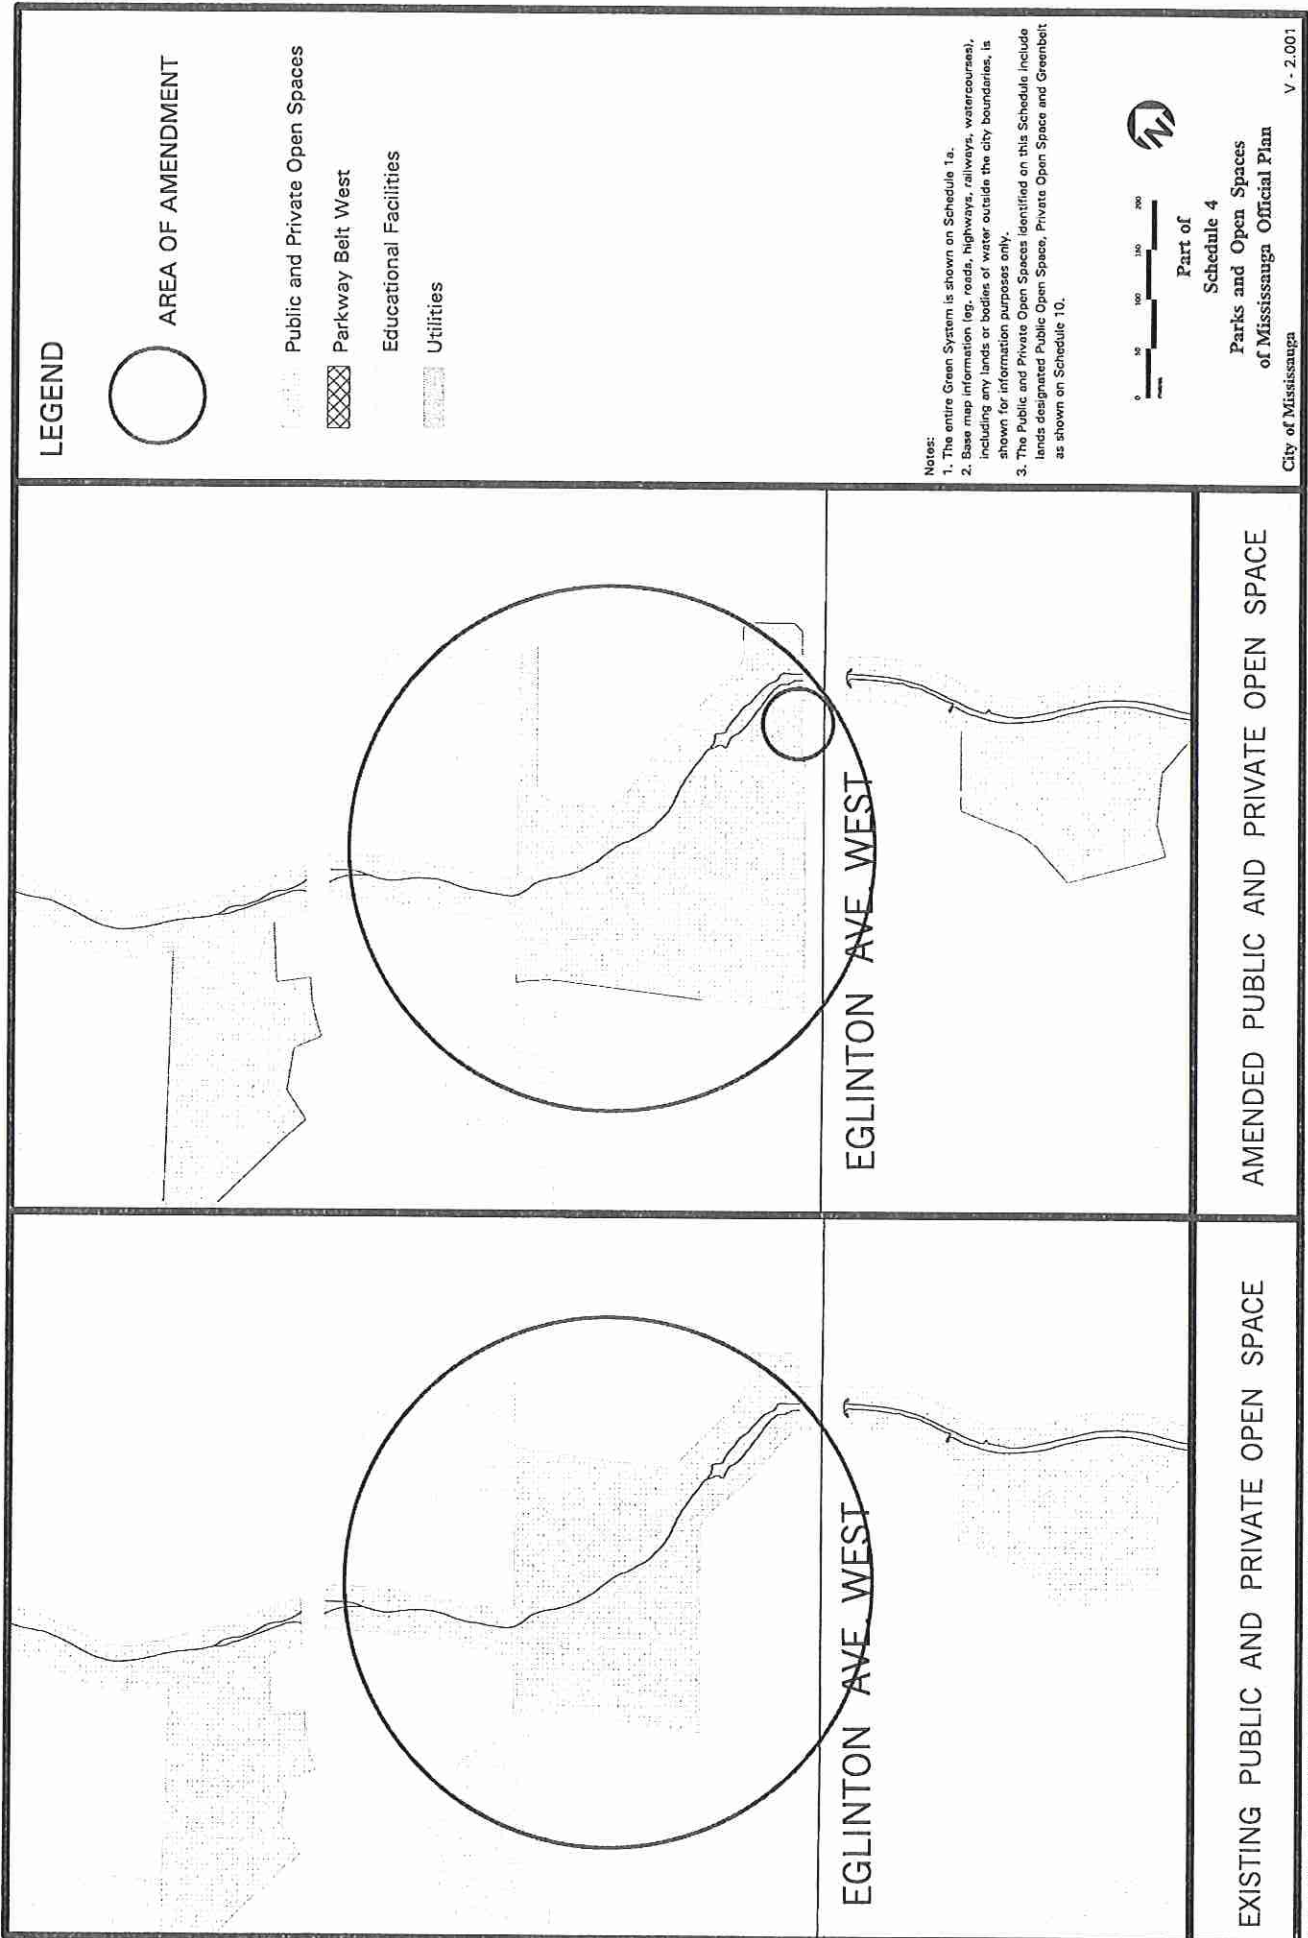 EXISTING PUBLIC AND PRIVATE OPEN SPACE
EGLINTON AVE. WEST
AMENDED PUBLIC AND PRIVATE OPEN SPACE
EGLINTON AVE. WEST
LEGEND
AREA OF AMENDMENT
Public and Private Open Spaces
Parkway Belt West
Educational Facilities
Utilities
Notes:
1. The entire Green System is shown on Schedule 1a.
2. Base map information (eg. roads, highways, railways, watercourses),
including any lands or bodies of water outside the city boundaries, is
shown for information purposes only.
3. The Public and Private Open Spaces identified on this Schedule include
lands designated Public Open Space, Private Open Space and Greenbelt
as shown on Schedule 10.
0 50 100 150 200
metres
Part of
Schedule 4
Parks and Open Spaces
of Mississauga Official Plan
City of Mississauga
V - 2.001